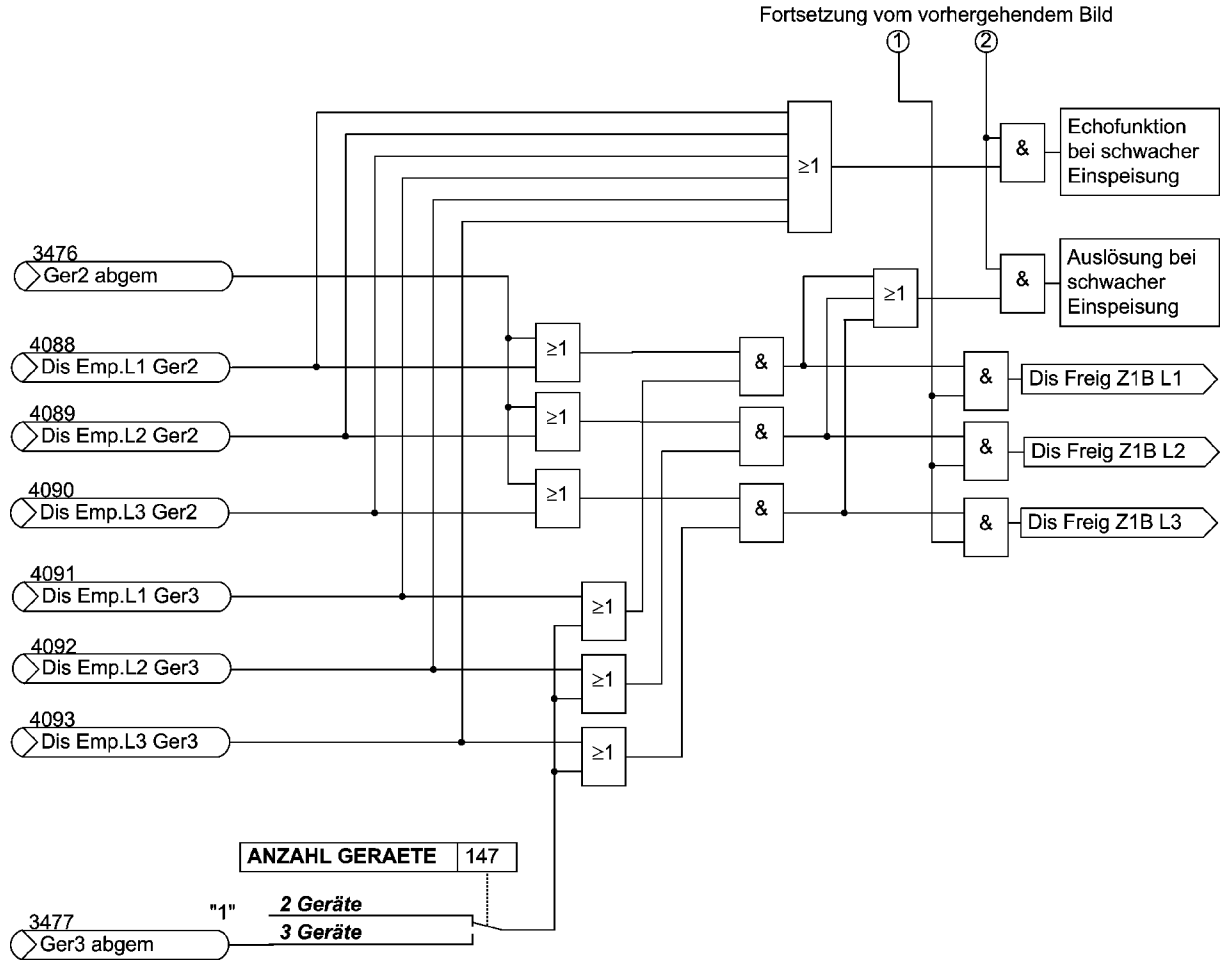 Fortsetzung vom vorhergehendem Bild
1 2
≥1
&
Echofunktion
bei schwacher
Einspeisung
3476
Ger2 abgem
≥1
&
Auslösung bei
schwacher
Einspeisung
4088
Dis Emp.L1 Ger2
≥1
&
&
Dis Freig Z1B L1
4089
Dis Emp.L2 Ger2
≥1
&
&
Dis Freig Z1B L2
4090
Dis Emp.L3 Ger2
≥1
&
&
Dis Freig Z1B L3
4091
Dis Emp.L1 Ger3
≥1
4092
Dis Emp.L2 Ger3
≥1
4093
Dis Emp.L3 Ger3
≥1
ANZAHL GERAETE 147
"1" 2 Geräte
3 Geräte
3477
Ger3 abgem